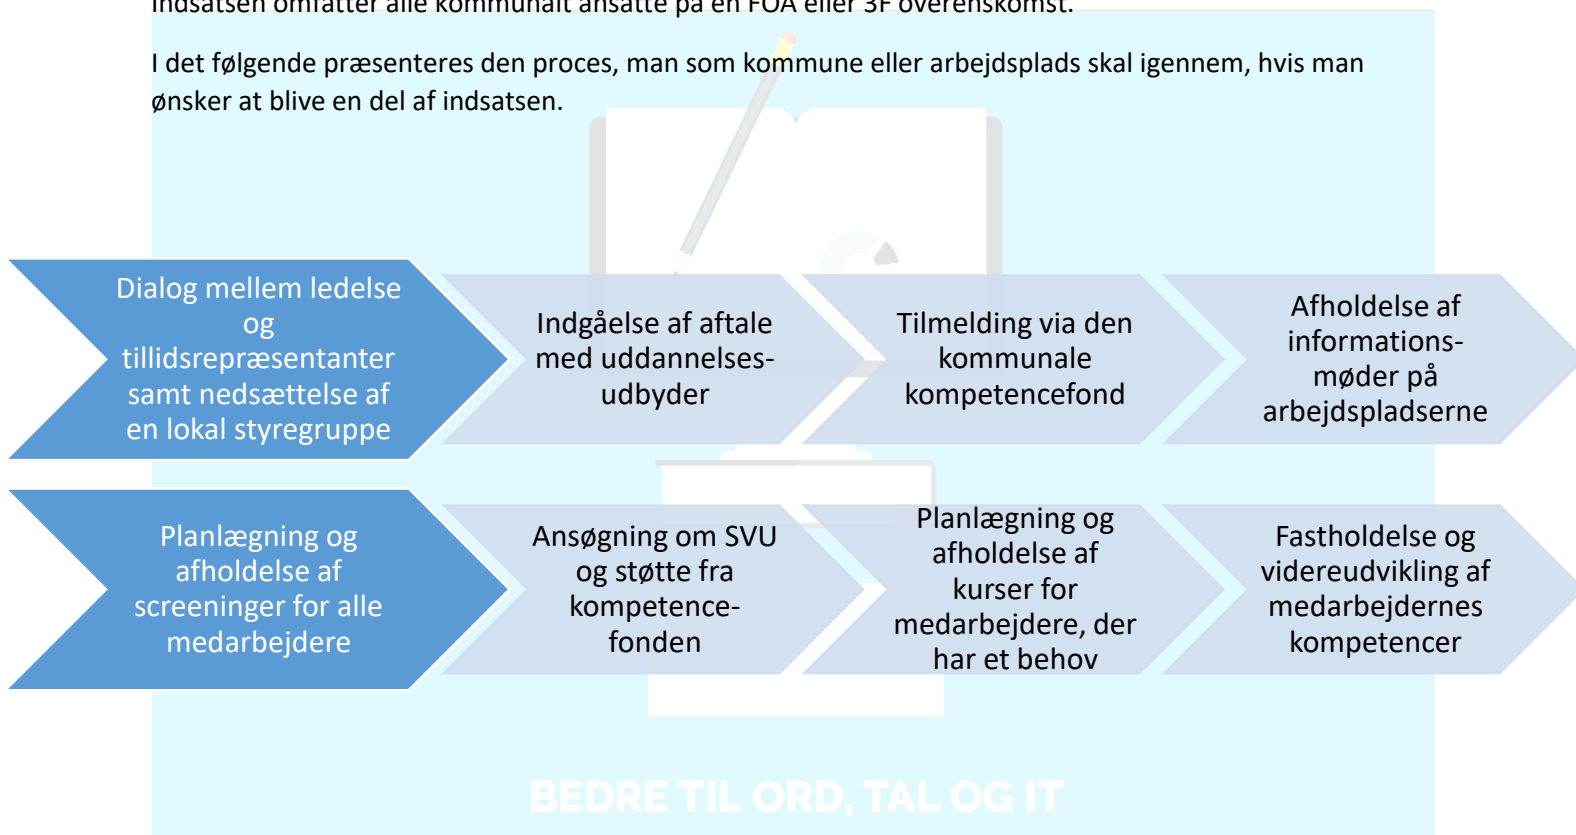 Indsatsen omfatter alle kommunalt ansatte på en FOA eller 3F overenskomst.
I det følgende præsenteres den proces, man som kommune eller arbejdsplads skal igennem, hvis man
ønsker at blive en del af indsatsen.
Dialog mellem ledelse
og
tillidsrepræsentanter
samt nedsættelse af
en lokal styregruppe
Indgåelse af aftale
med uddannelses-
udbyder
Tilmelding via den
kommunale
kompetencefond
Afholdelse af
informations-
møder på
arbejdspladserne
Planlægning og
afholdelse af
screeninger for alle
medarbejdere
Ansøgning om SVU
og støtte fra
kompetence-
fonden
Planlægning og
afholdelse af
kurser for
medarbejdere, der
har et behov
Fastholdelse og
videreudvikling af
medarbejdernes
kompetencer
BEDRE TIL ORD, TAL OG IT